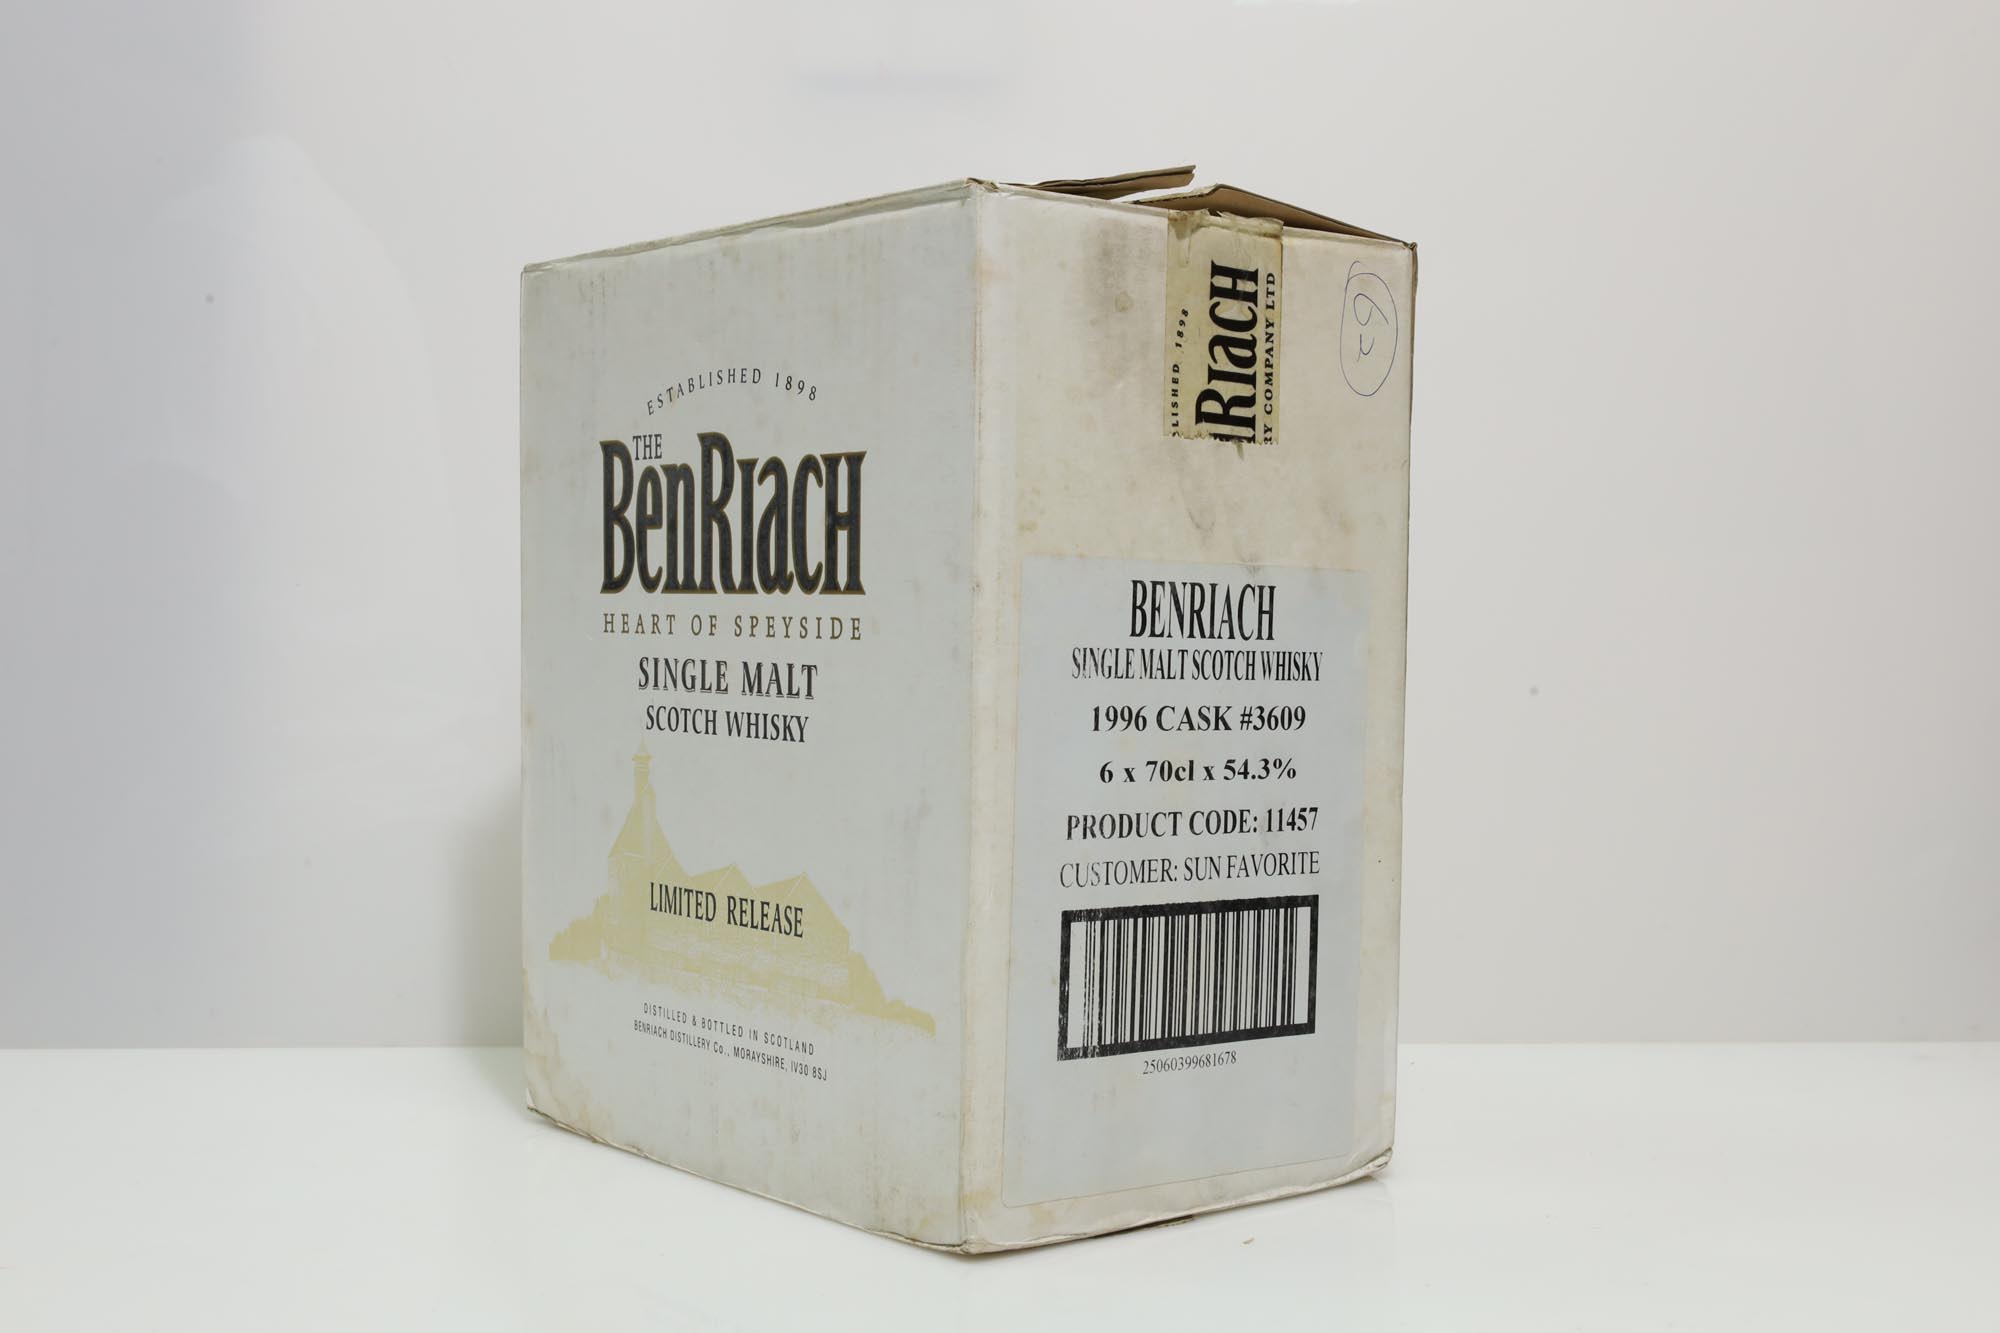 ESTABLISHED 1898
THE
BenRiach
HEART OF SPEYSIDE
SINGLE MALT
SCOTCH WHISKY
LIMITED RELEASE
DISTILLED & BOTTLED IN SCOTLAND
BENRIACH DISTILLERY Co., MORAYSHIRE, IV30 8SJ
LISHED 1898
Riach
RY COMPANY LTD
62
BENRIACH
SINGLE MALT SCOTCH WHISKY
1996 CASK #3609
6 x 70cl x 54.3%
PRODUCT CODE: 11457
CUSTOMER: SUN FAVORITE
25060399681678